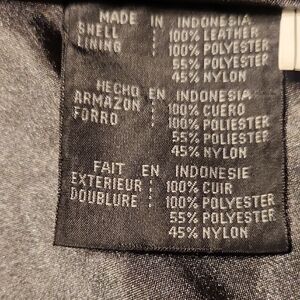 MADE IN INDONESIA
SHELL : 100% LEATHER
LINING : 100% POLYESTER
55% POLYESTER
45% NYLON
HECHO EN INDONESIA
ARMAZON : 100% CUERO
FORRO : 100% POLIESTER
55% POLIESTER
45% NYLON
FAIT EN INDONESIE
EXTERIEUR : 100% CUIR
DOUBLURE : 100% POLYESTER
55% POLYESTER
45% NYLON